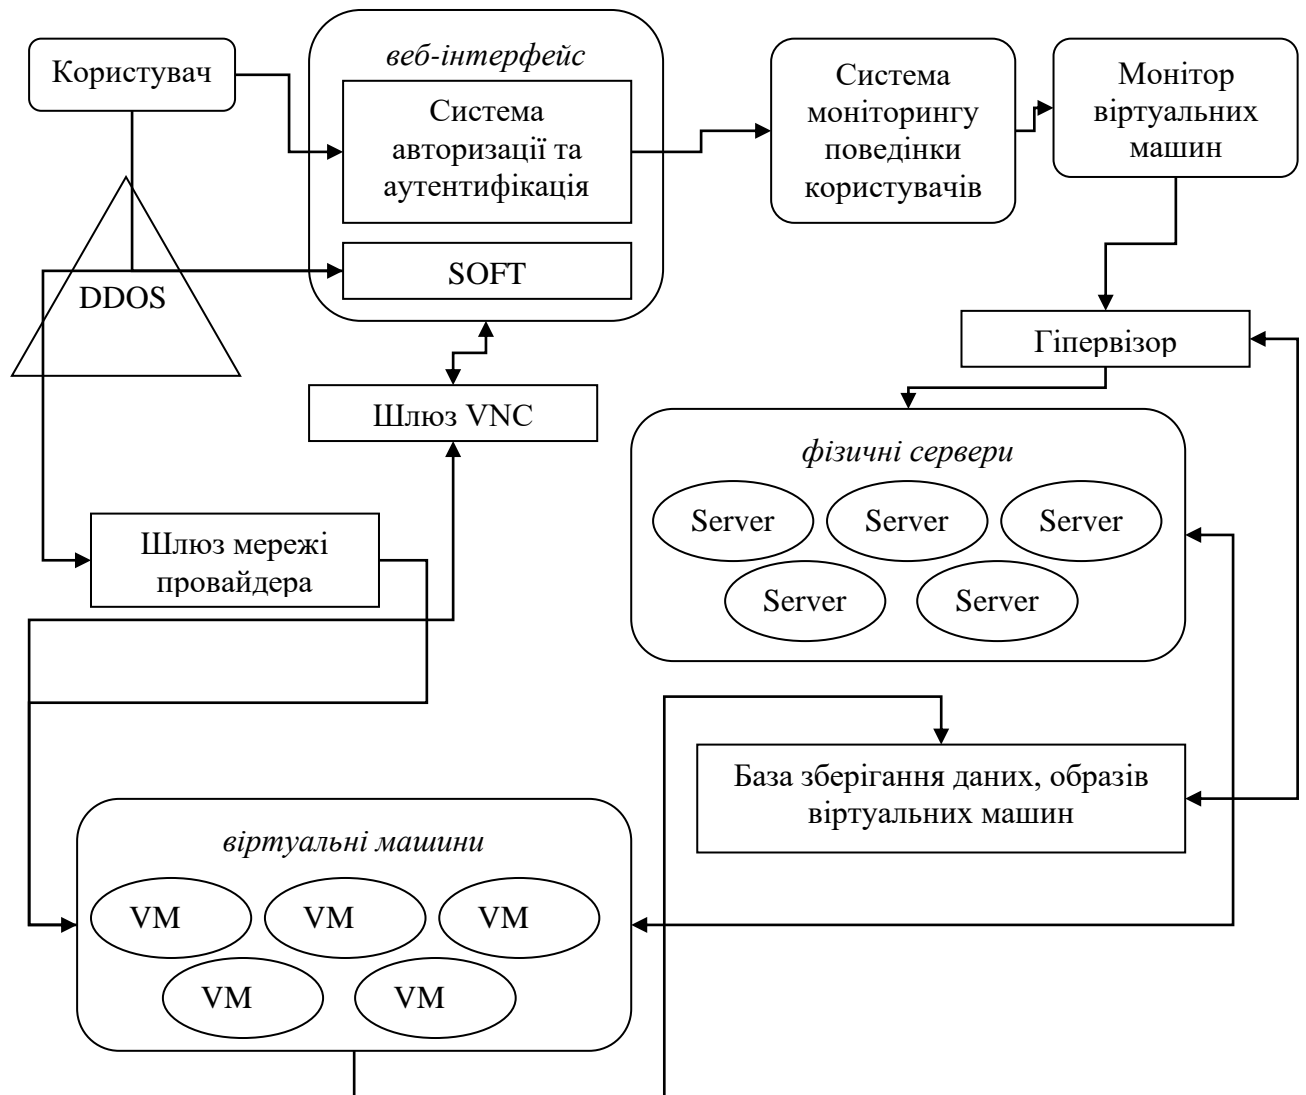 Користувач
веб-інтерфейс
Система
авторизації та
аутентифікація
SOFT
Система
моніторингу
поведінки
користувачів
Монітор
віртуальних
машин
DDOS
Гіпервізор
Шлюз VNC
фізичні сервери
Server
Server
Server
Server
Server
Шлюз мережі
провайдера
База зберігання даних, образів
віртуальних машин
віртуальні машини
VM
VM
VM
VM
VM